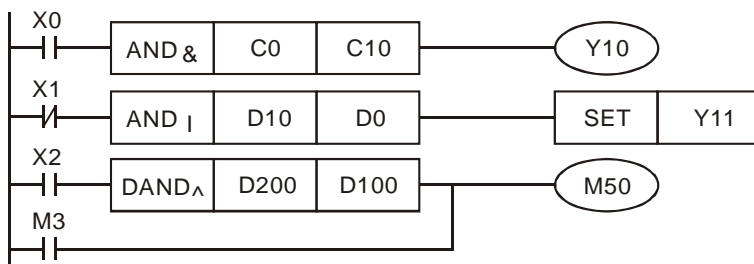 X0
AND & C0 C10 Y10
X1
AND | D10 D0 SET Y11
X2
DAND^ D200 D100 M50
M3